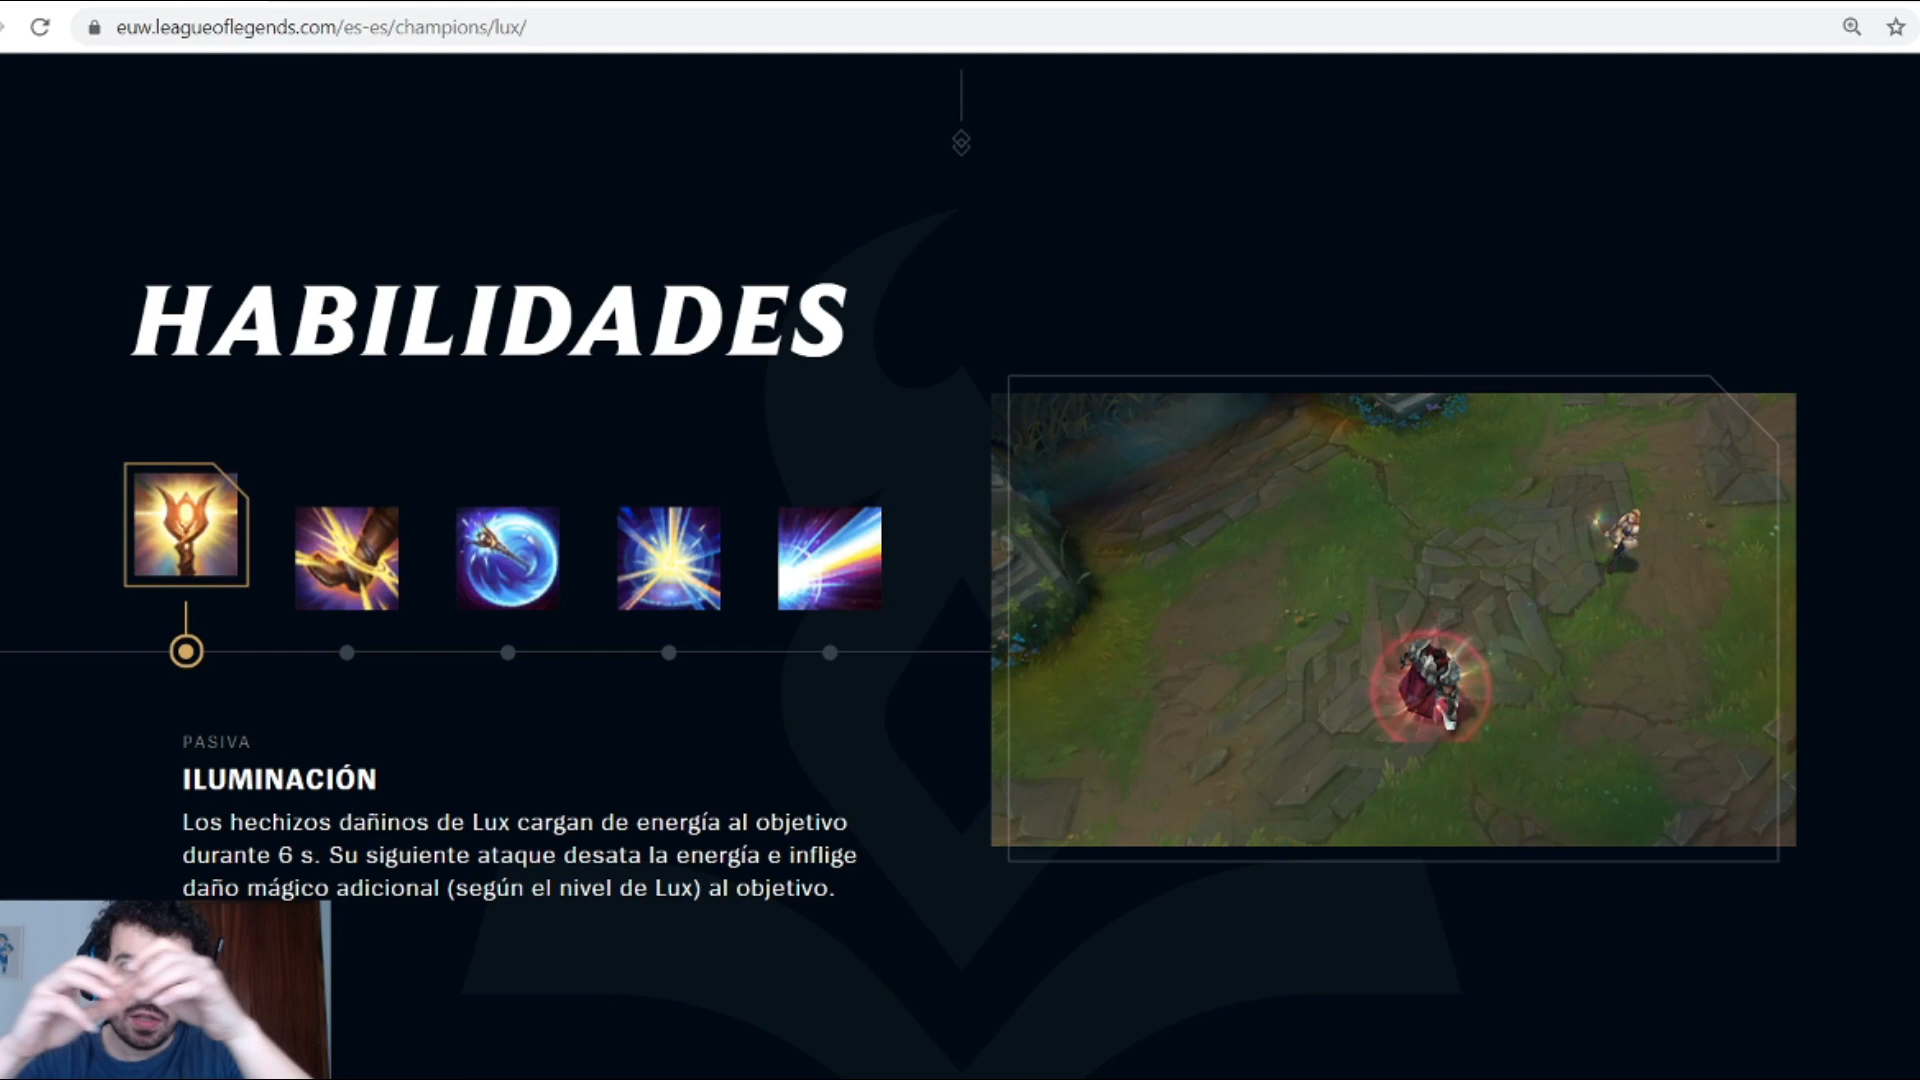 euw.leagueoflegends.com/es-es/champions/lux/
HABILIDADES
PASIVA
ILUMINACIÓN
Los hechizos dañinos de Lux cargan de energía al objetivo
durante 6 s. Su siguiente ataque desata la energía e inflige
daño mágico adicional (según el nivel de Lux) al objetivo.